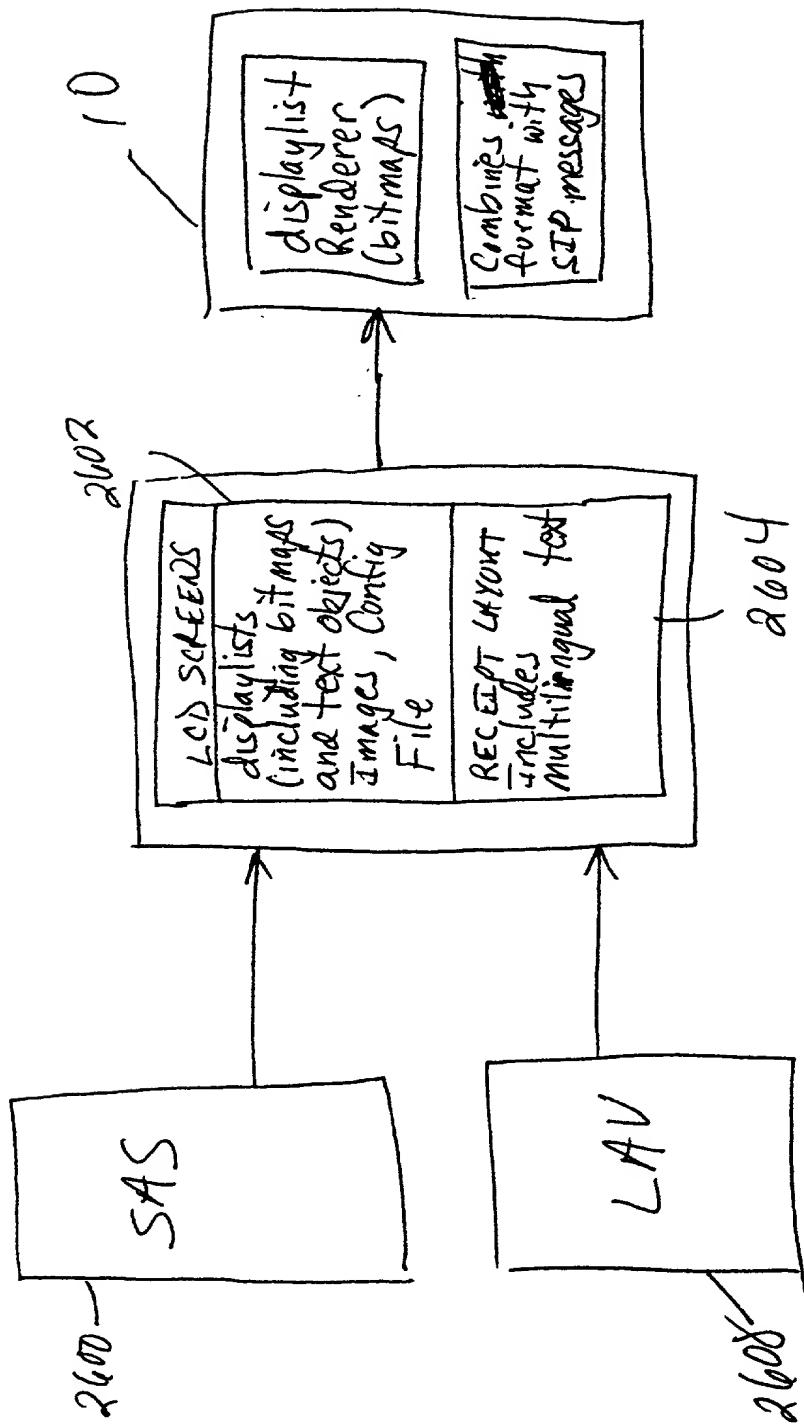 2600
SAS
2608
LAV
2602
LCD SCREENS
displaylists
(including bitmaps
and text objects)
Images, Config
File
RECEIPT LAYOUT
Includes
multilingual text
2604
10
displaylist
Renderer
(bitmaps)
Combines
format with
SIP messages